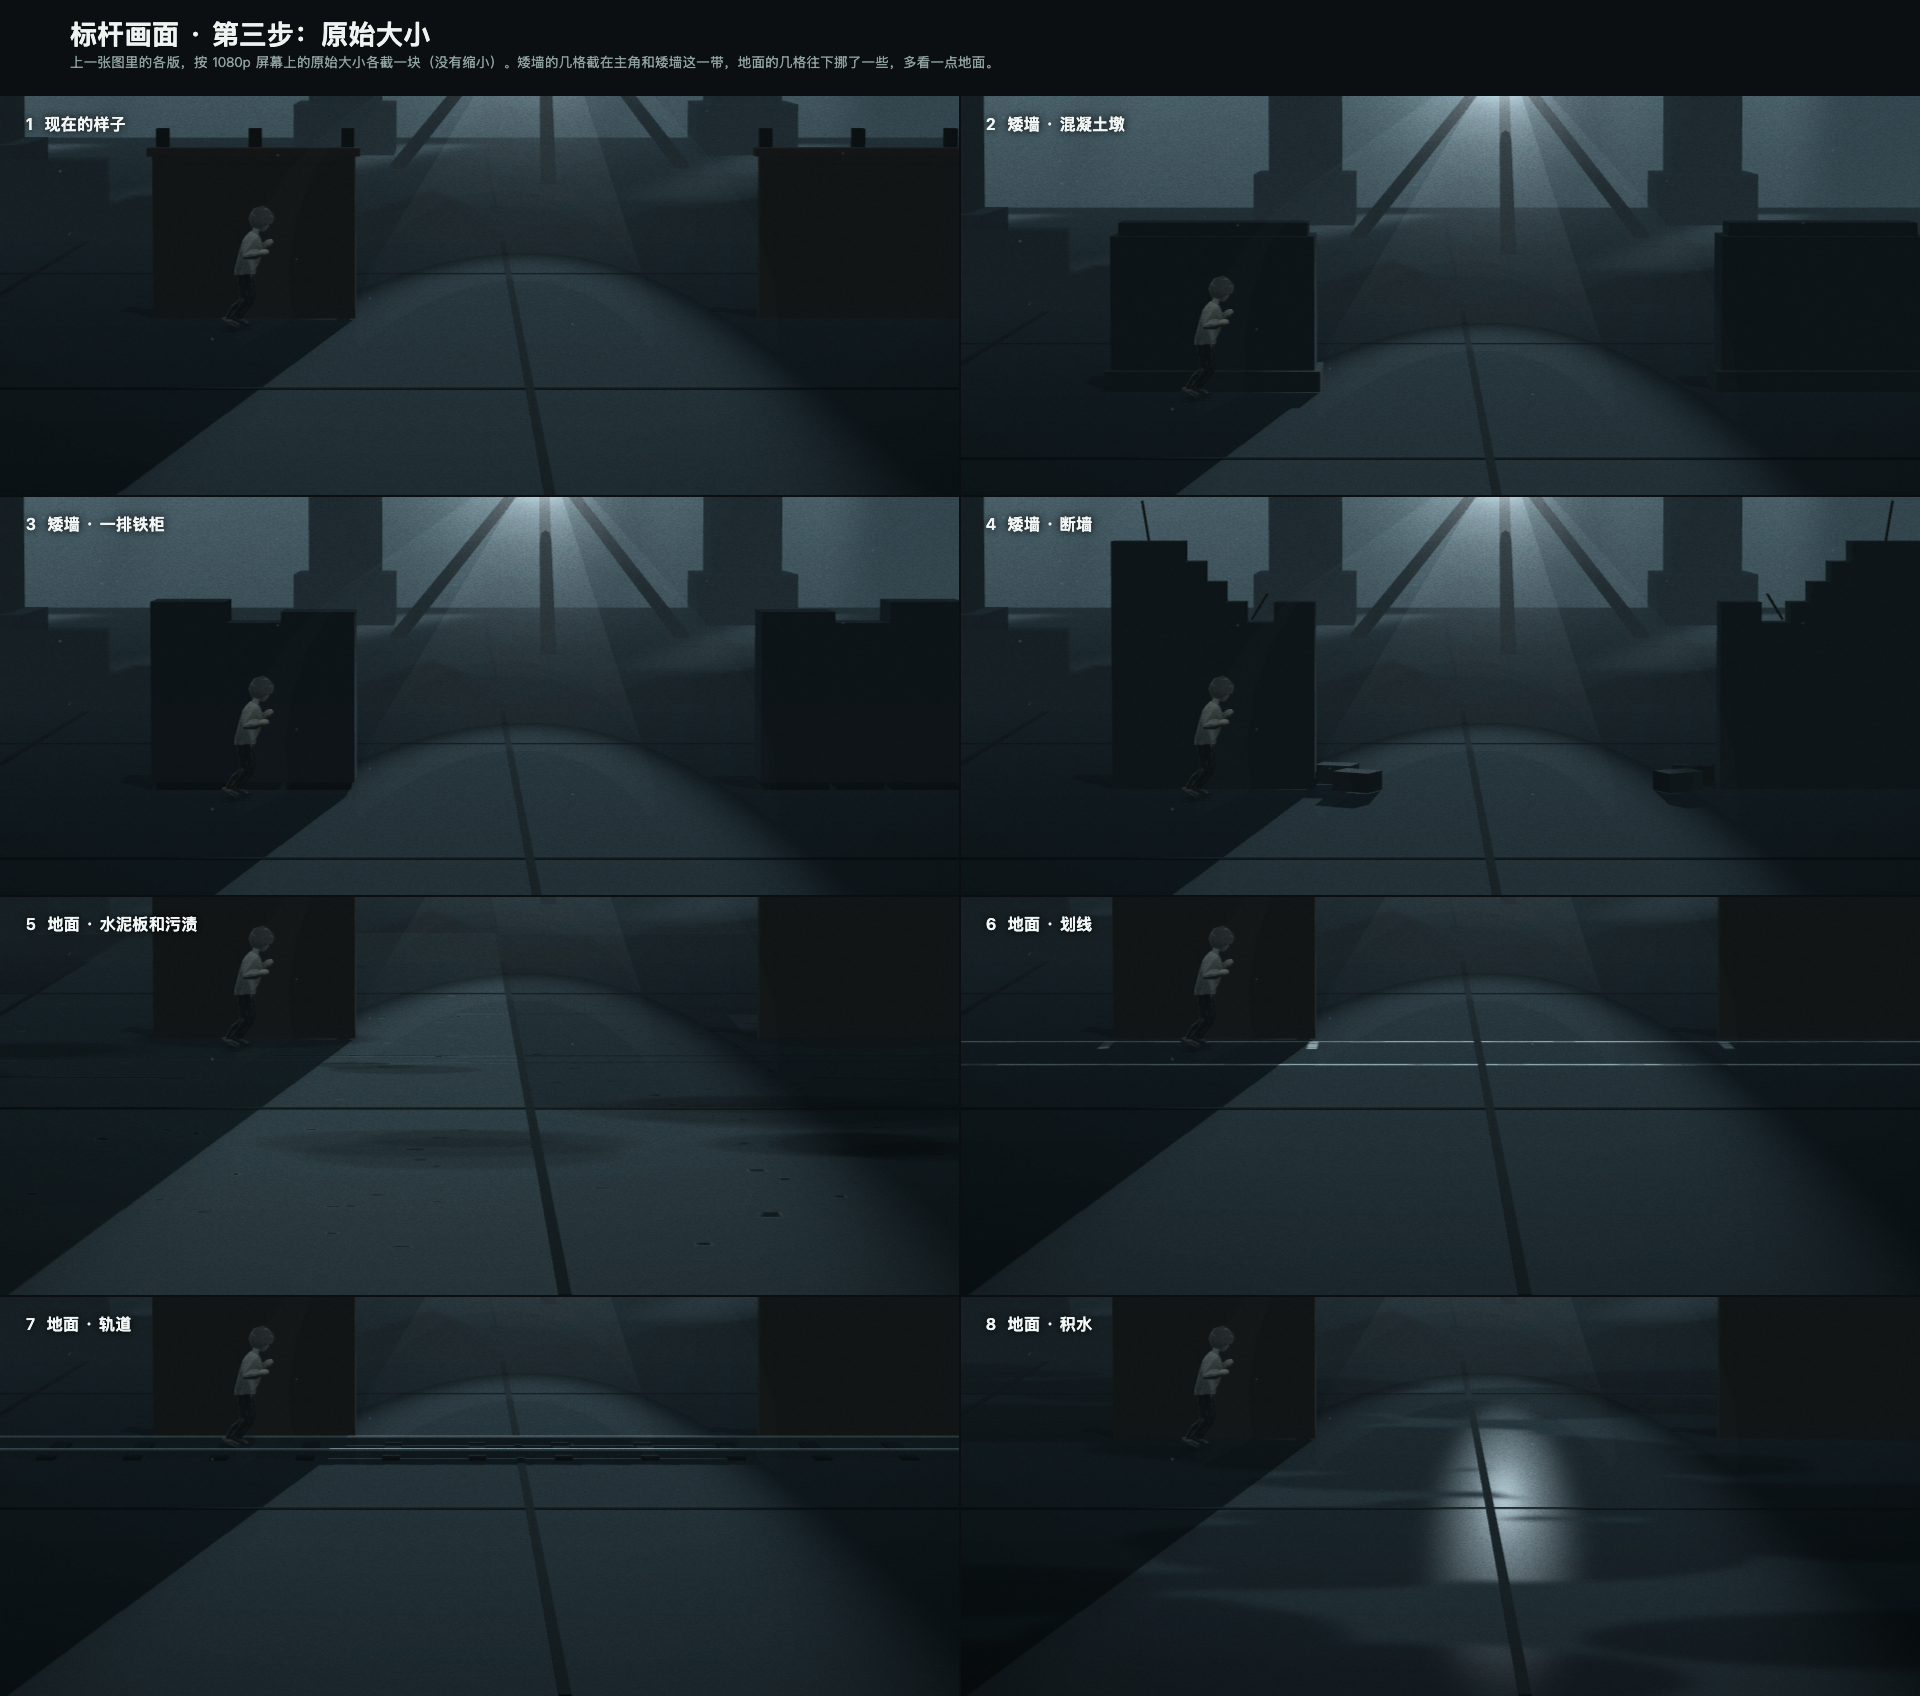 标杆画面 · 第三步：原始大小
上一张图里的各版，按 1080p 屏幕上的原始大小各截一块（没有缩小）。矮墙的几格截在主角和矮墙这一带，地面的几格往下挪了一些，多看一点地面。
1 现在的样子
2 矮墙 · 混凝土墩
3 矮墙 · 一排铁柜
4 矮墙 · 断墙
5 地面 · 水泥板和污渍
6 地面 · 划线
7 地面 · 轨道
8 地面 · 积水